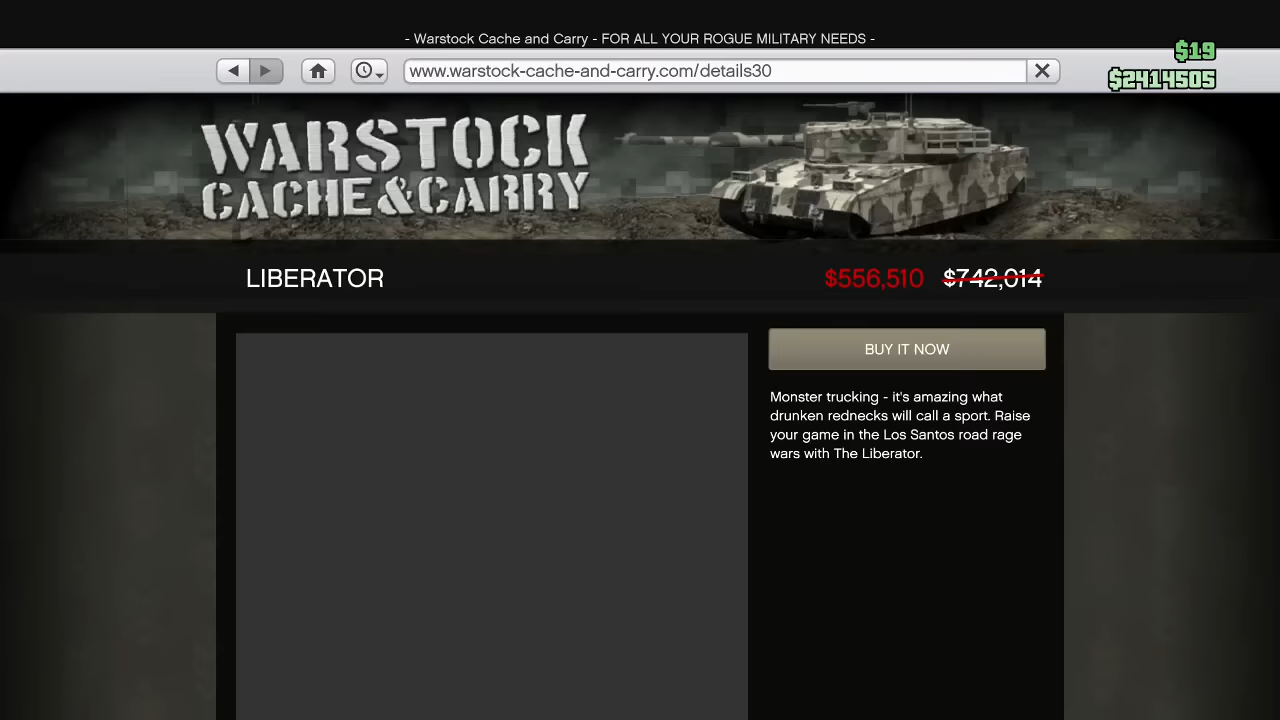 - Warstock Cache and Carry - FOR ALL YOUR ROGUE MILITARY NEEDS -
$19
www.warstock-cache-and-carry.com/details30
$2414505
WARSTOCK
CACHE&CARRY
LIBERATOR
$556,510 $742,014
BUY IT NOW
Monster trucking - it's amazing what
drunken rednecks will call a sport. Raise
your game in the Los Santos road rage
wars with The Liberator.